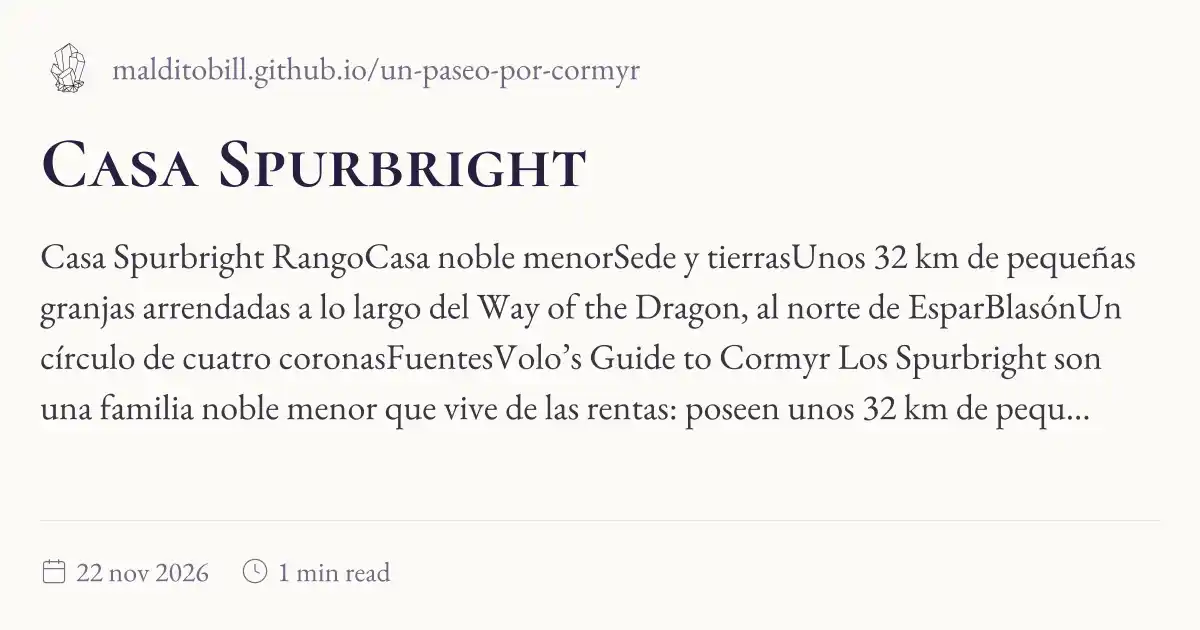 malditobill.github.io/un-paseo-por-cormyr
Casa Spurbright
Casa Spurbright RangoCasa noble menorSede y tierrasUnos 32 km de pequeñas
granjas arrendadas a lo largo del Way of the Dragon, al norte de EsparBlasónUn
círculo de cuatro coronasFuentesVolo’s Guide to Cormyr Los Spurbright son
una familia noble menor que vive de las rentas: poseen unos 32 km de pequ...
22 nov 2026 1 min read